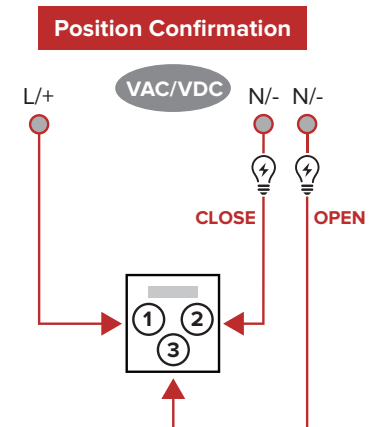 Position Confirmation
VAC/VDC
L/+ N/- N/-
CLOSE OPEN
1 2
3